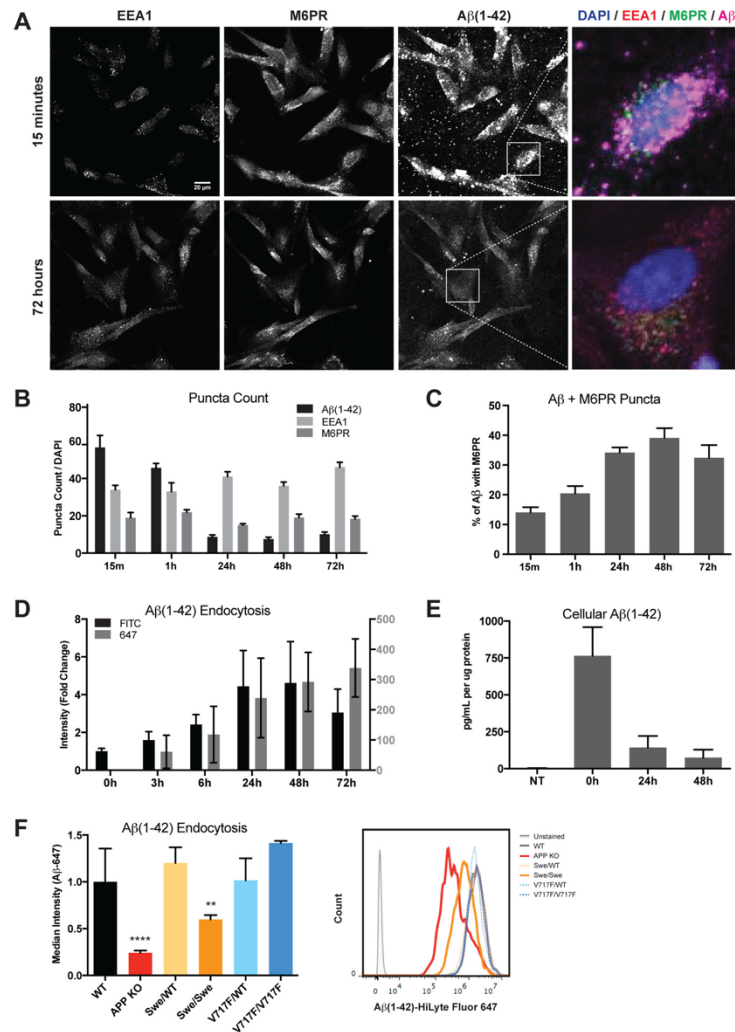 A
EEA1
M6PR
Aβ(1-42)
DAPI / EEA1 / M6PR / Aβ
15 minutes
20 μm
72 hours
B
Puncta Count
Aβ(1-42)
EEA1
M6PR
Puncta Count / DAPI
80
60
40
20
0
15m
1h
24h
48h
72h
C
Aβ + M6PR Puncta
% of Aβ with M6PR
50
40
30
20
10
0
15m
1h
24h
48h
72h
D
Aβ(1-42) Endocytosis
FITC
647
Intensity (Fold Change)
8
6
4
2
0
500
400
300
200
100
0
0h
3h
6h
24h
48h
72h
E
Cellular Aβ(1-42)
pg/mL per ug protein
1000
750
500
250
0
NT
0h
24h
48h
F
Aβ(1-42) Endocytosis
Median Intensity (Aβ-647)
1.5
1.0
0.5
0.0
****
**
WT
APP KO
Swe/WT
Swe/Swe
V717F/WT
V717F/V717F
Count
0
0
10⁴
10⁵
10⁶
10⁷
Aβ(1-42)-HiLyte Fluor 647
Unstained
WT
APP KO
Swe/WT
Swe/Swe
V717F/WT
V717F/V717F